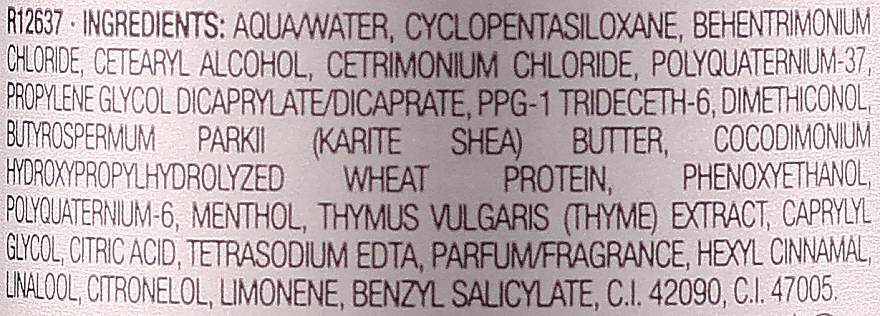 R12637 · INGREDIENTS: AQUA/WATER, CYCLOPENTASILOXANE, BEHENTRIMONIUM
CHLORIDE, CETEARYL ALCOHOL, CETRIMONIUM CHLORIDE, POLYQUATERNIUM-37,
PROPYLENE GLYCOL DICAPRYLATE/DICAPRATE, PPG-1 TRIDECETH-6, DIMETHICONOL,
BUTYROSPERMUM PARKII (KARITE SHEA) BUTTER, COCODIMONIUM
HYDROXYPROPYLHYDROLYZED WHEAT PROTEIN, PHENOXYETHANOL,
POLYQUATERNIUM-6, MENTHOL, THYMUS VULGARIS (THYME) EXTRACT, CAPRYLYL
GLYCOL, CITRIC ACID, TETRASODIUM EDTA, PARFUM/FRAGRANCE, HEXYL CINNAMAL,
LINALOOL, CITRONELOL, LIMONENE, BENZYL SALICYLATE, C.I. 42090, C.I. 47005.